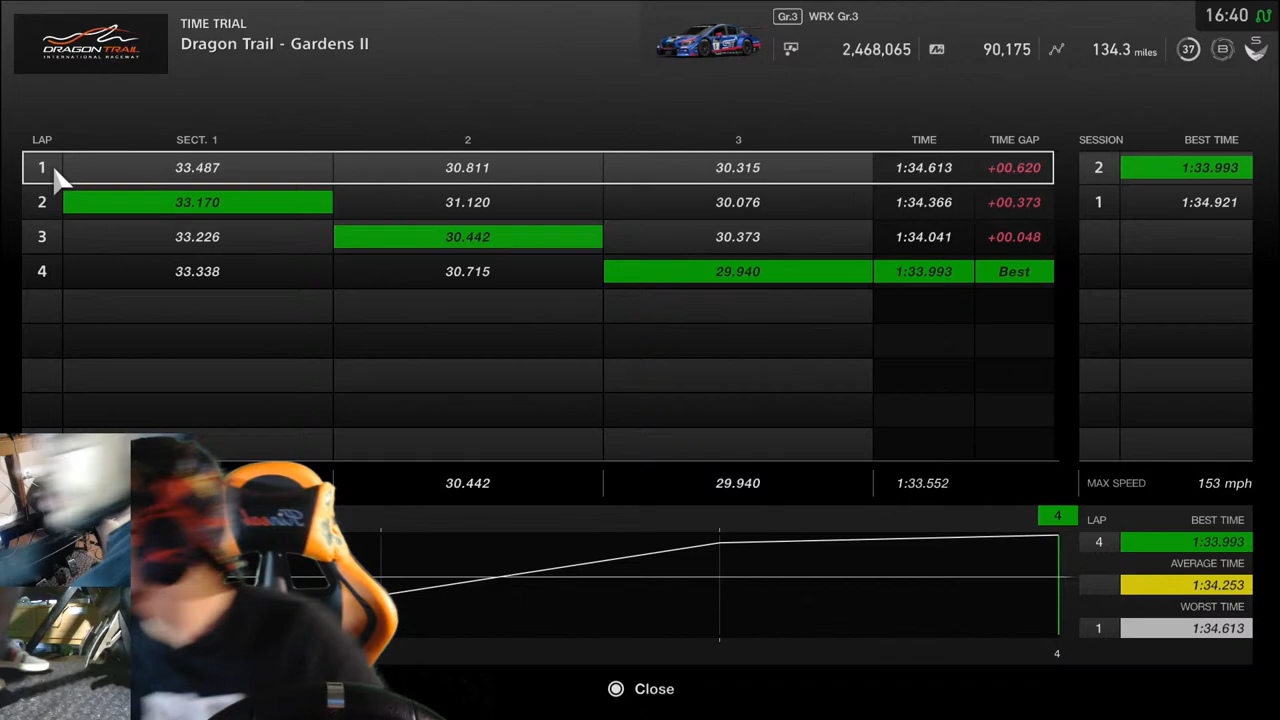 DRAGON TRAIL
INTERNATIONAL RACEWAY
TIME TRIAL
Dragon Trail - Gardens II
Gr.3 WRX Gr.3
2,468,065 90,175 134.3 miles 37 B S
16:40
LAP SECT. 1 2 3 TIME TIME GAP
1 33.487 30.811 30.315 1:34.613 +00.620
2 33.170 31.120 30.076 1:34.366 +00.373
3 33.226 30.442 30.373 1:34.041 +00.048
4 33.338 30.715 29.940 1:33.993 Best
30.442 29.940 1:33.552
4
4
SESSION BEST TIME
2 1:33.993
1 1:34.921
MAX SPEED 153 mph
LAP BEST TIME
4 1:33.993
AVERAGE TIME
1:34.253
WORST TIME
1 1:34.613
Close